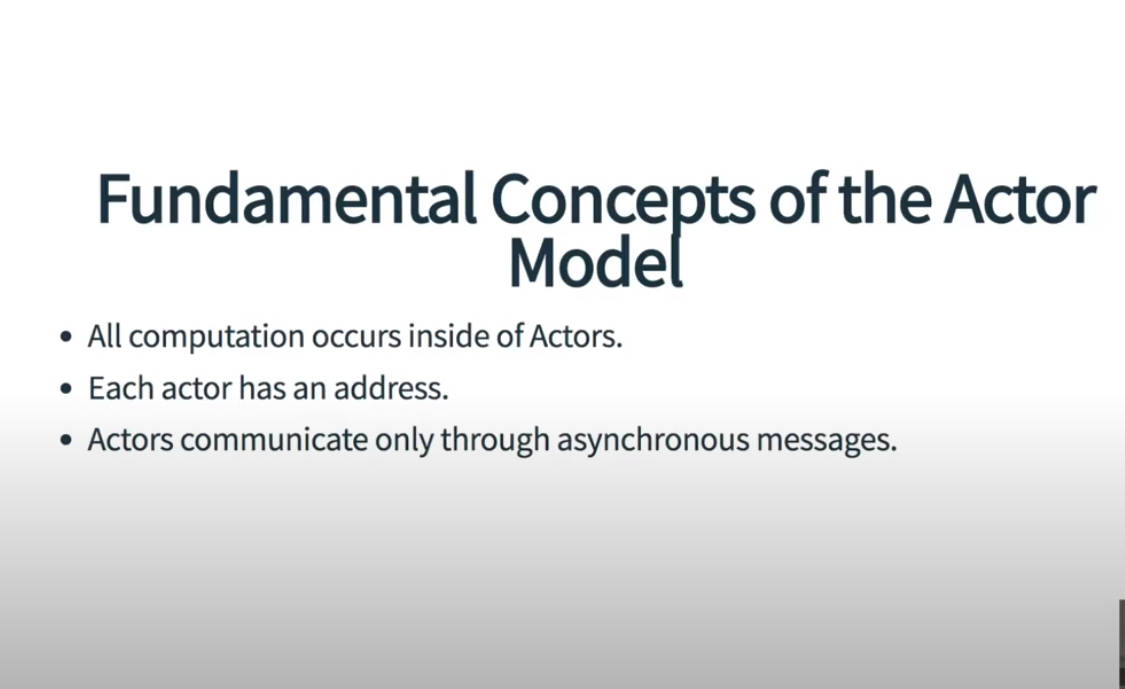 Fundamental Concepts of the Actor
Model
• All computation occurs inside of Actors.
• Each actor has an address.
• Actors communicate only through asynchronous messages.